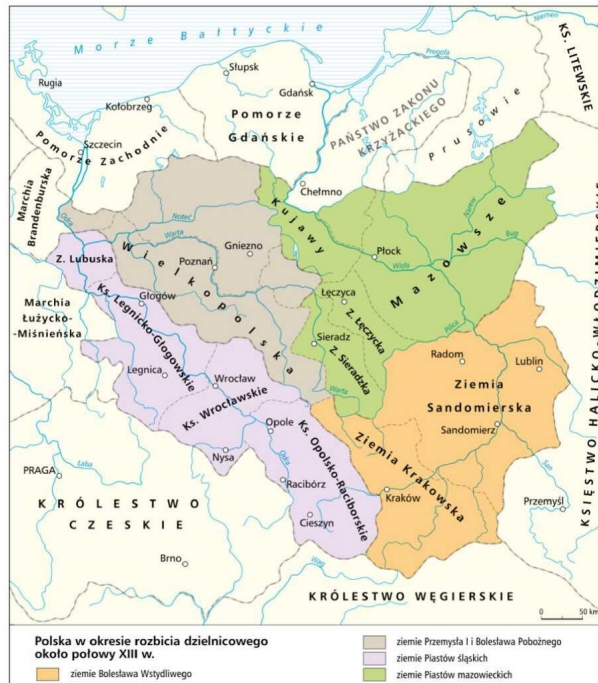 Morze Bałtyckie
Niemen
KS. LITEWSKIE
Rugia
Słupsk
Gdańsk
Pregoła
Kołobrzeg
Pomorze
Gdańskie
PAŃSTWO ZAKONU
KRZYŻACKIEGO
Prusowie
Szczecin
Pomorze Zachodnie
Marchia
Brandenburska
Odra
Chełmno
Kujawy
Noteć
Warta
Gniezno
Poznań
Wielkopolska
Z. Lubuska
Płock
Wisła
Narew
Bug
Mazowsze
Marchia
Łużycko-
-Miśnieńska
Głogów
Ks. Legnicko-Głogowskie
Łęczyca
Z. Łęczycka
Sieradz
Z. Sieradzka
Pilica
Warta
Radom
Lublin
Legnica
Wrocław
Ks. Wrocławskie
Ziemia
Sandomierska
Sandomierz
Opole
Nysa
Odra
Ks. Opolsko-Raciborskie
Ziemia Krakowska
PRAGA
Łaba
KRÓLESTWO
CZESKIE
Racibórz
Cieszyn
Kraków
San
Przemyśl
KSIĘSTWO HALICKO-WŁODZIMIERSKIE
Brno
Wag
KRÓLESTWO WĘGIERSKIE
0 50 km
Polska w okresie rozbicia dzielnicowego
około połowy XIII w.
ziemie Bolesława Wstydliwego
ziemie Przemysła I i Bolesława Pobożnego
ziemie Piastów śląskich
ziemie Piastów mazowieckich